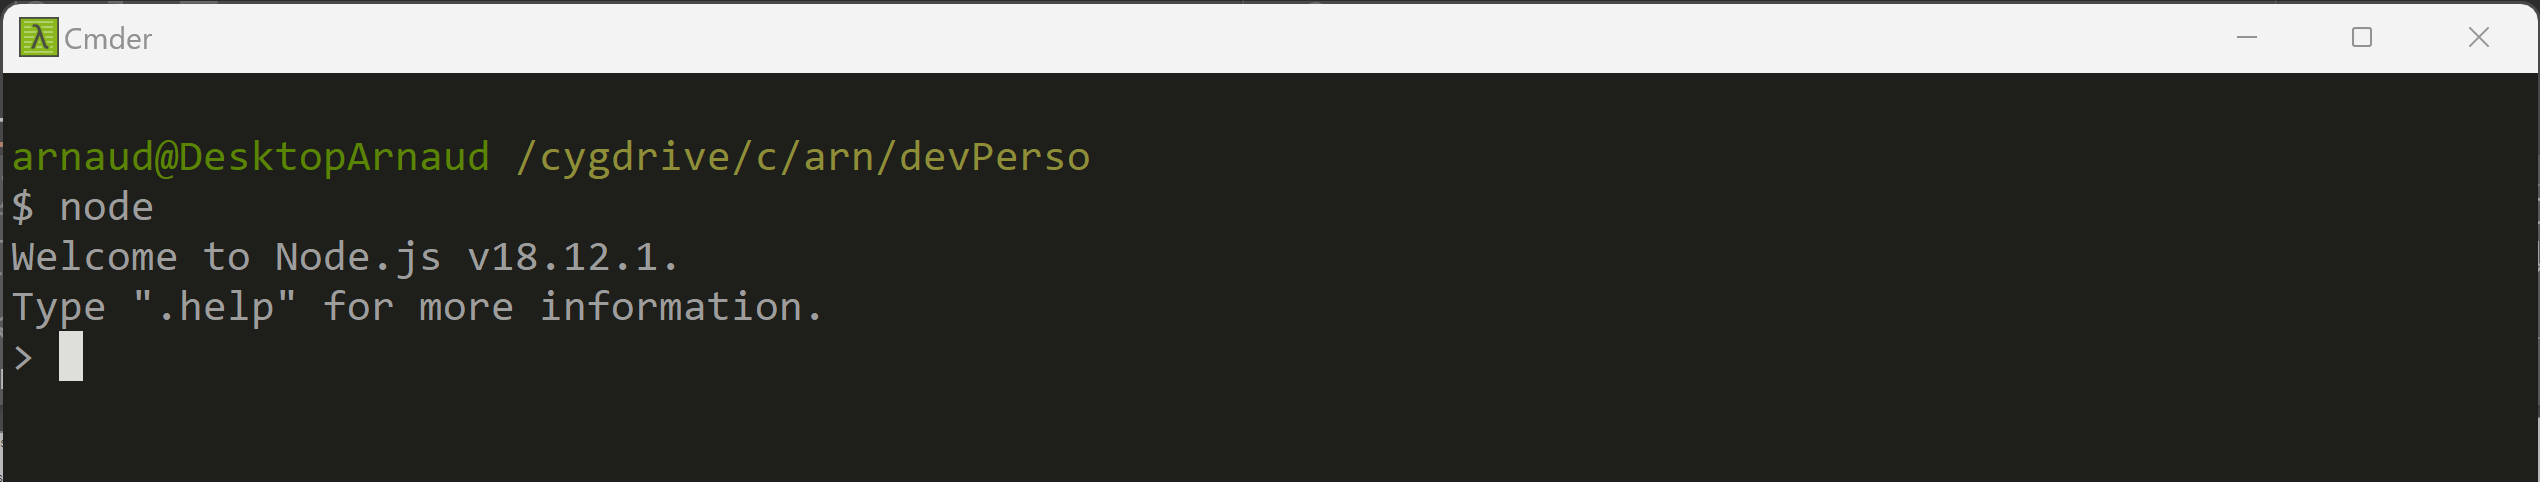 λ Cmder
arnaud@DesktopArnaud /cygdrive/c/arn/devPerso
$ node
Welcome to Node.js v18.12.1.
Type ".help" for more information.
>